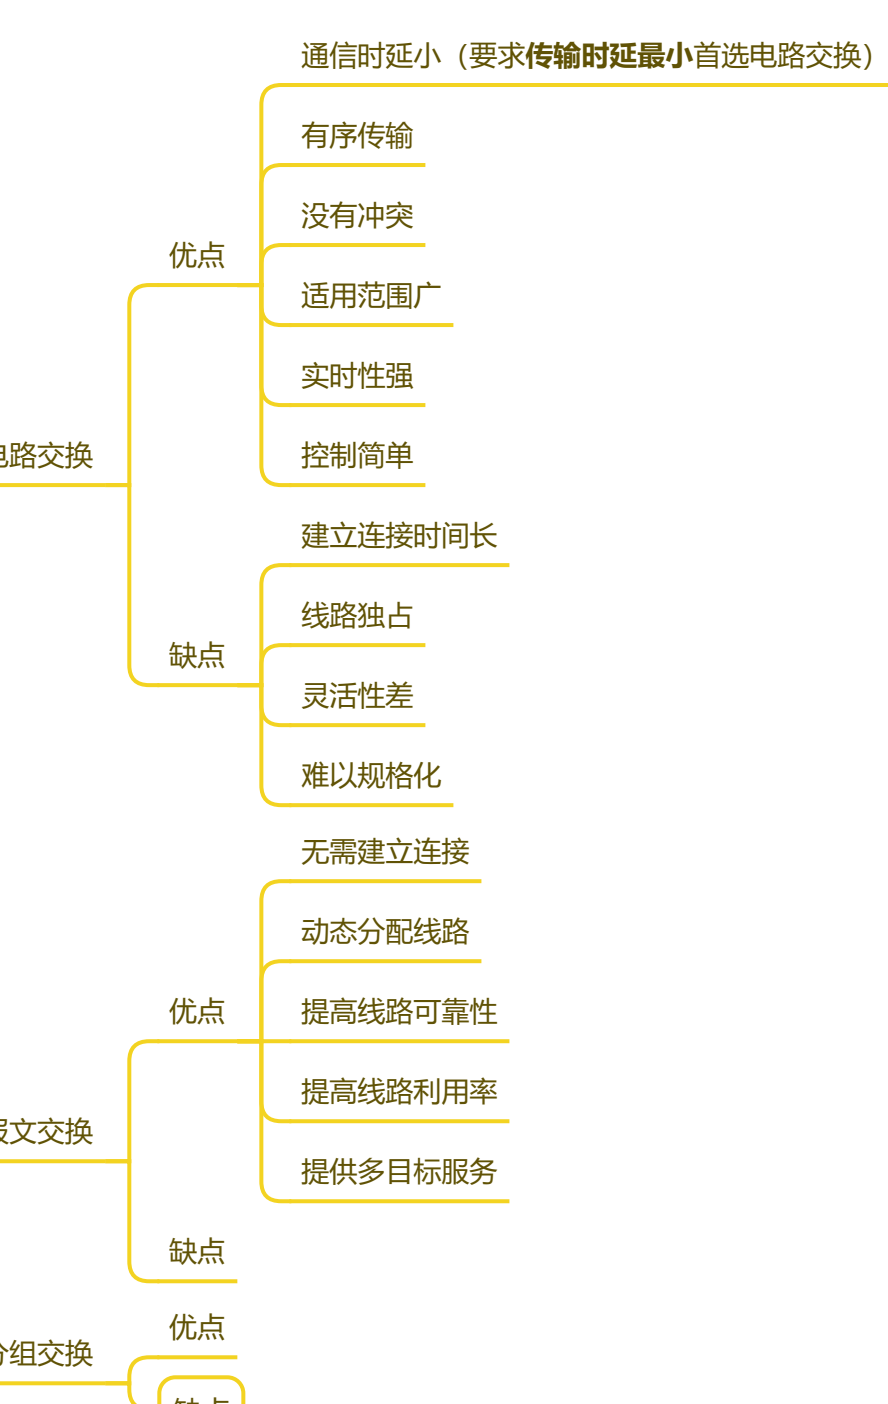 通信时延小（要求传输时延最小首选电路交换）
有序传输
没有冲突
优点
适用范围广
实时性强
电路交换
控制简单
建立连接时间长
线路独占
缺点
灵活性差
难以规格化
无需建立连接
动态分配线路
优点
提高线路可靠性
提高线路利用率
报文交换
提供多目标服务
缺点
优点
分组交换
缺点